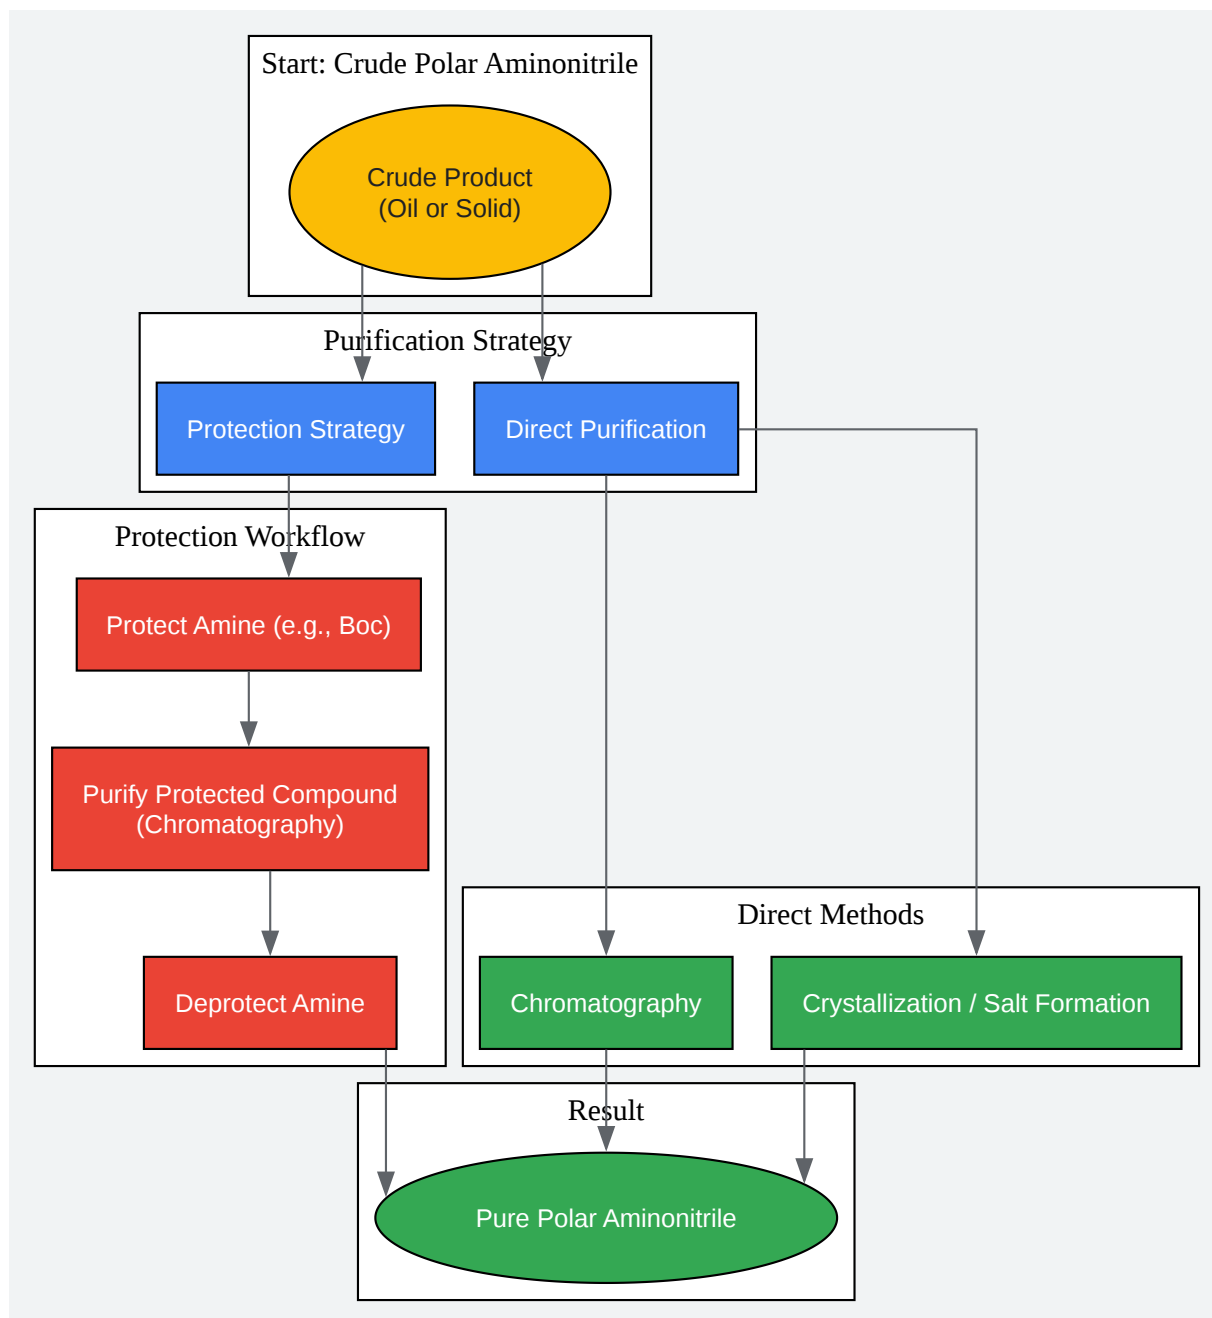 Start: Crude Polar Aminonitrile
Crude Product
(Oil or Solid)
Purification Strategy
Protection Strategy
Direct Purification
Protection Workflow
Protect Amine (e.g., Boc)
Purify Protected Compound
(Chromatography)
Deprotect Amine
Direct Methods
Chromatography
Crystallization / Salt Formation
Result
Pure Polar Aminonitrile